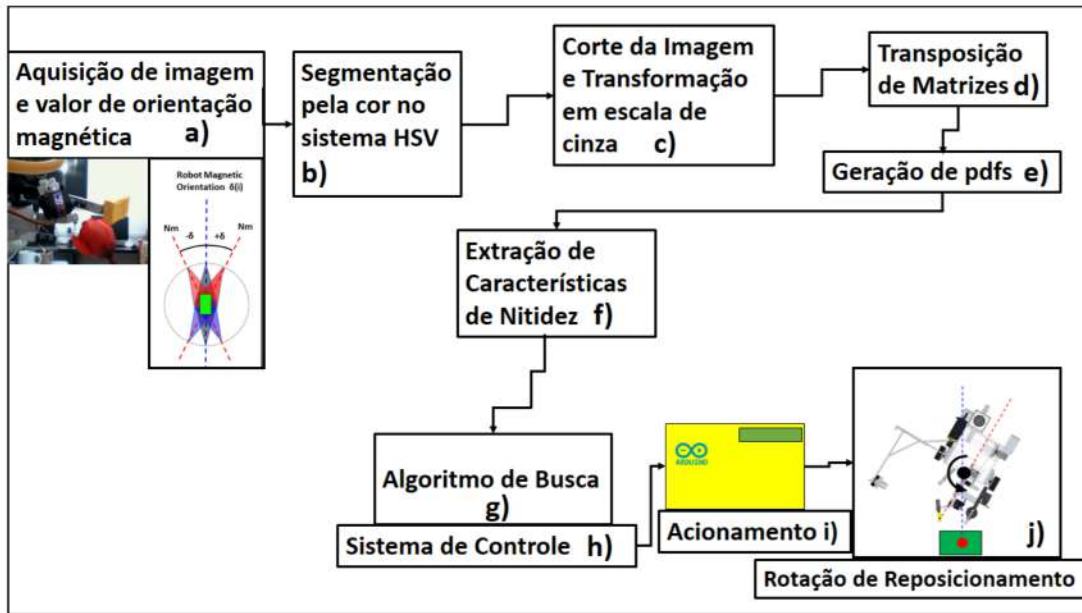 Aquisição de imagem
e valor de orientação
magnética a)
Robot Magnetic
Orientation δ(i)
Nm -δ +δ Nm
Segmentação
pela cor no
sistema HSV
b)
Corte da Imagem
e Transformação
em escala de
cinza c)
Transposição
de Matrizes d)
Geração de pdfs e)
Extração de
Características
de Nitidez f)
Algoritmo de Busca
g)
Sistema de Controle h)
ARDUINO
Acionamento i)
j)
Rotação de Reposicionamento